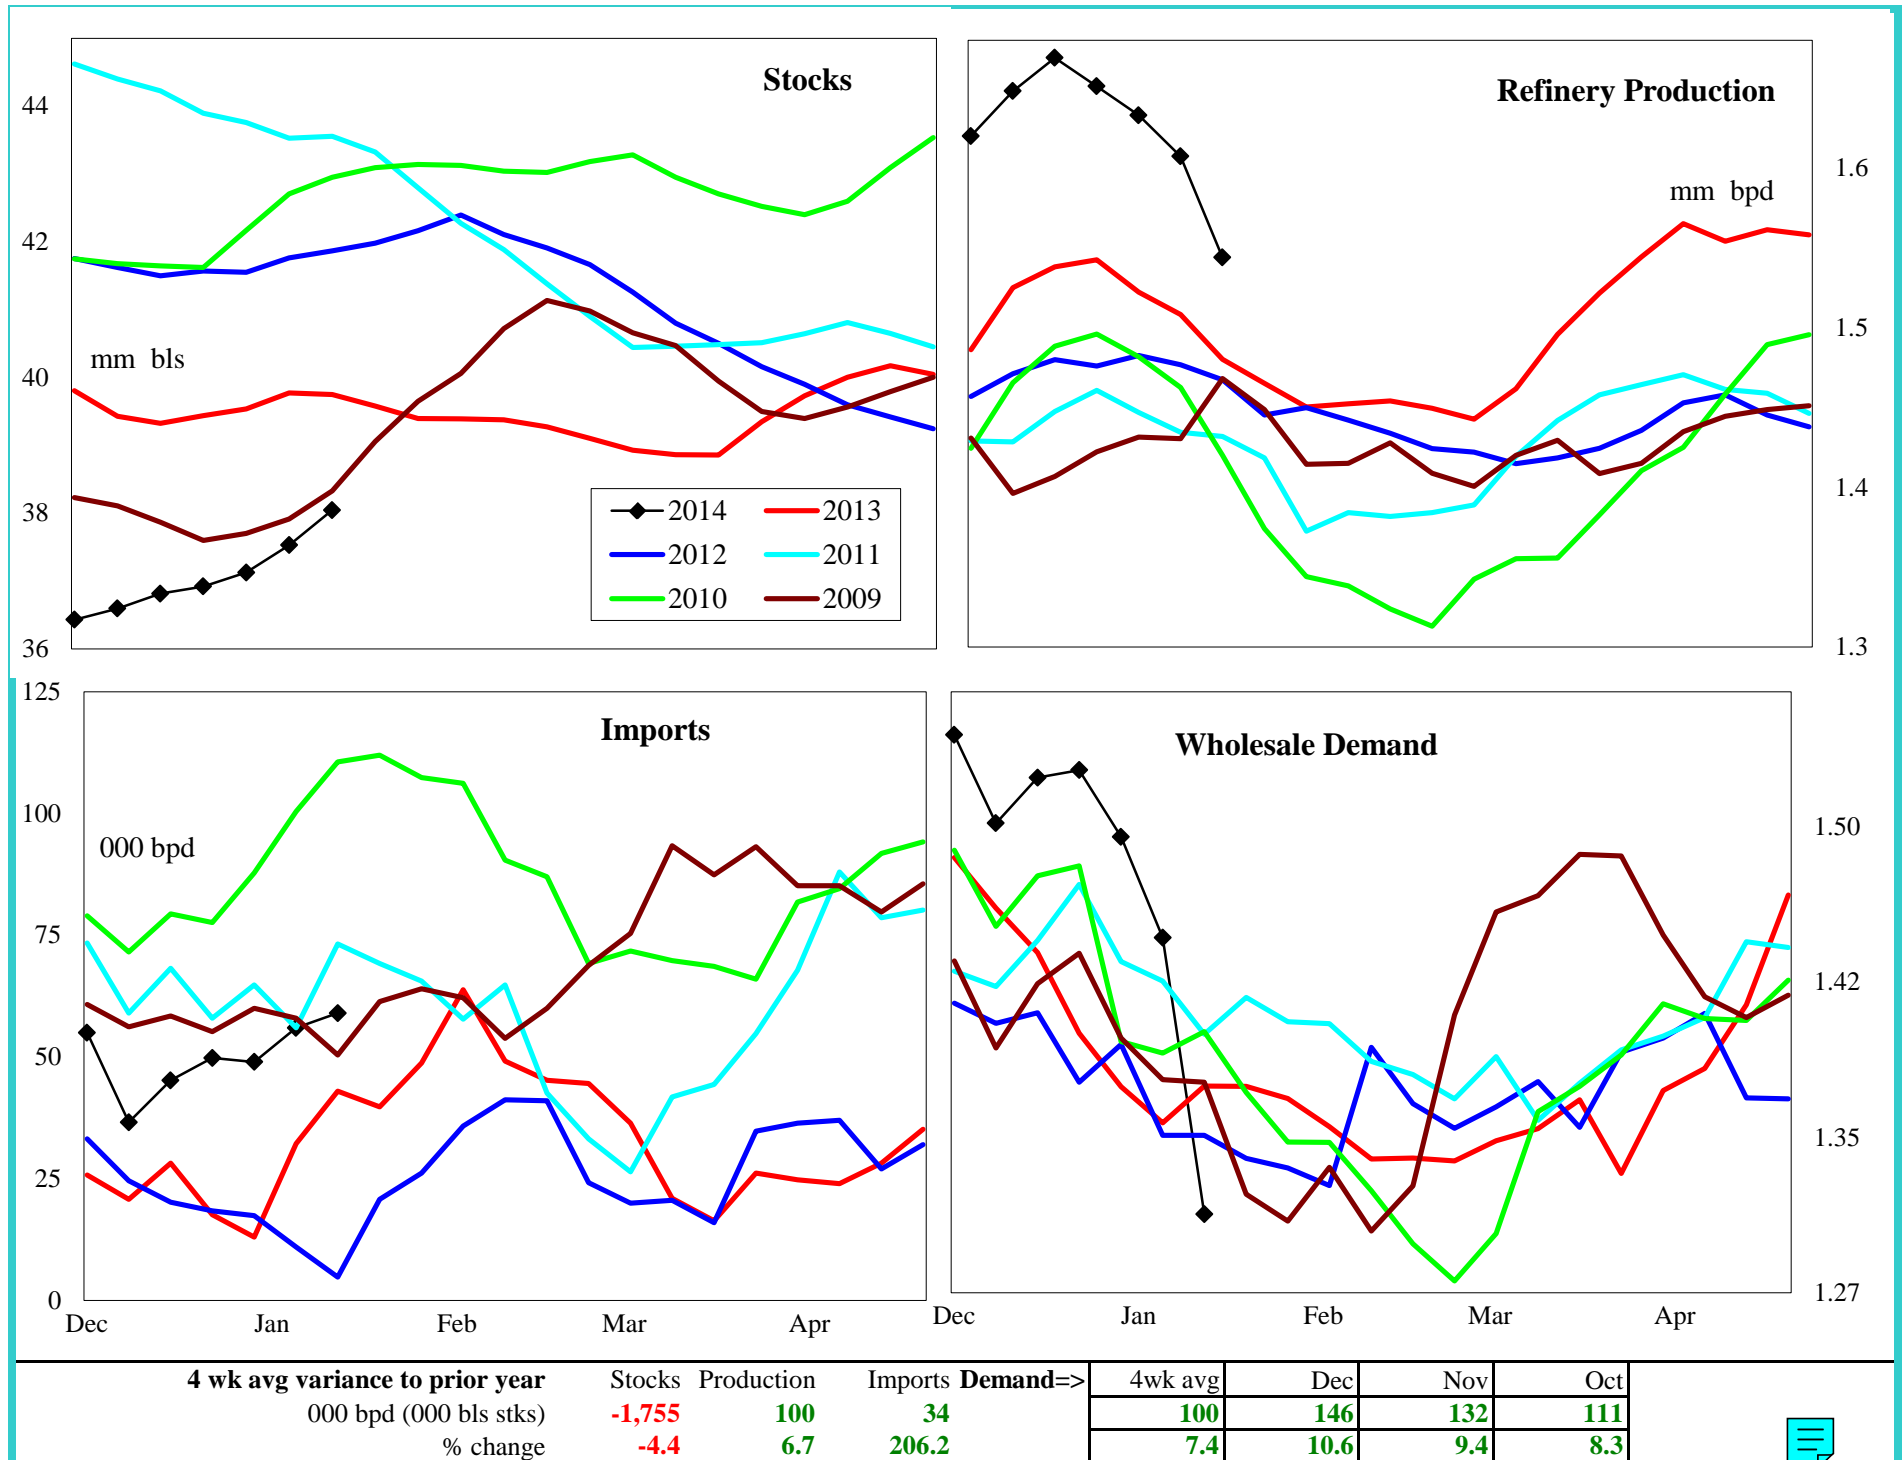 Stocks
44
42
40
38
36
mm bls
2014 2013
2012 2011
2010 2009
Refinery Production
mm bpd
1.6
1.5
1.4
1.3
Imports
125
100
75
50
25
0
000 bpd
Dec Jan Feb Mar Apr
Wholesale Demand
1.50
1.42
1.35
1.27
Dec Jan Feb Mar Apr
4 wk avg variance to prior year Stocks Production Imports Demand=> 4wk avg Dec Nov Oct
000 bpd (000 bls stks) -1,755 100 34 100 146 132 111
% change -4.4 6.7 206.2 7.4 10.6 9.4 8.3